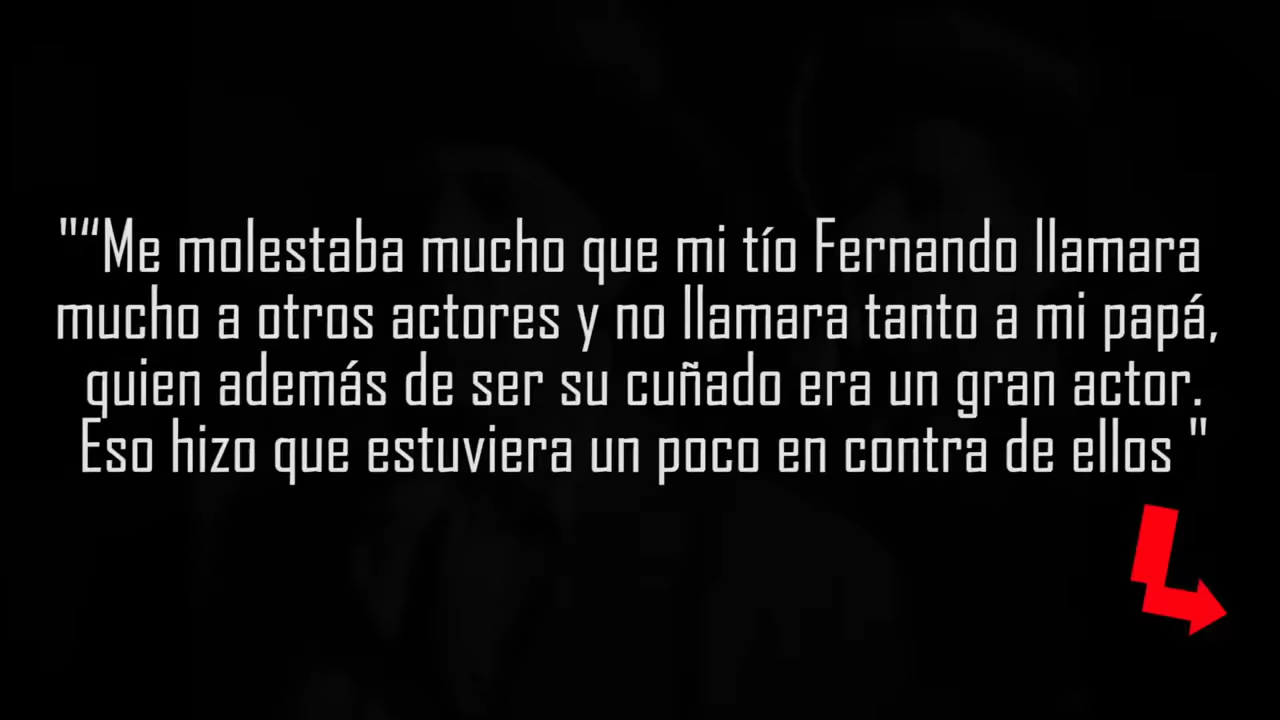 "“Me molestaba mucho que mi tío Fernando llamara
mucho a otros actores y no llamara tanto a mi papá,
quien además de ser su cuñado era un gran actor.
Eso hizo que estuviera un poco en contra de ellos "